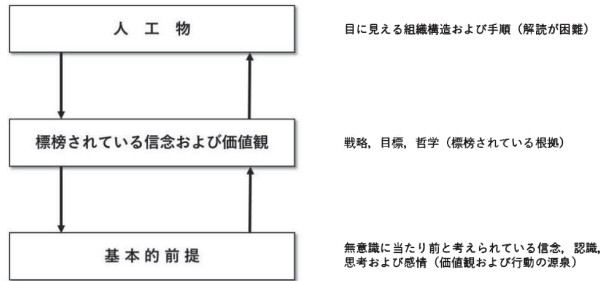 人 工 物
目に見える組織構造および手順（解読が困難）
標榜されている信念および価値観
戦略，目標，哲学（標榜されている根拠）
基 本 的 前 提
無意識に当たり前と考えられている信念，認識，
思考および感情（価値観および行動の源泉）